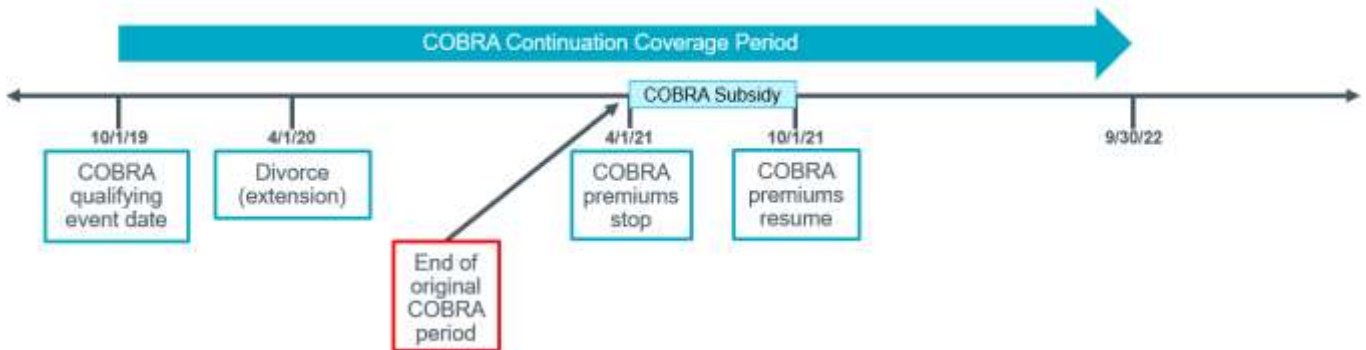 COBRA Continuation Coverage Period
COBRA Subsidy
10/1/19
4/1/20
4/1/21
10/1/21
9/30/22
COBRA
qualifying
event date
Divorce
(extension)
End of
original
COBRA
period
COBRA
premiums
stop
COBRA
premiums
resume